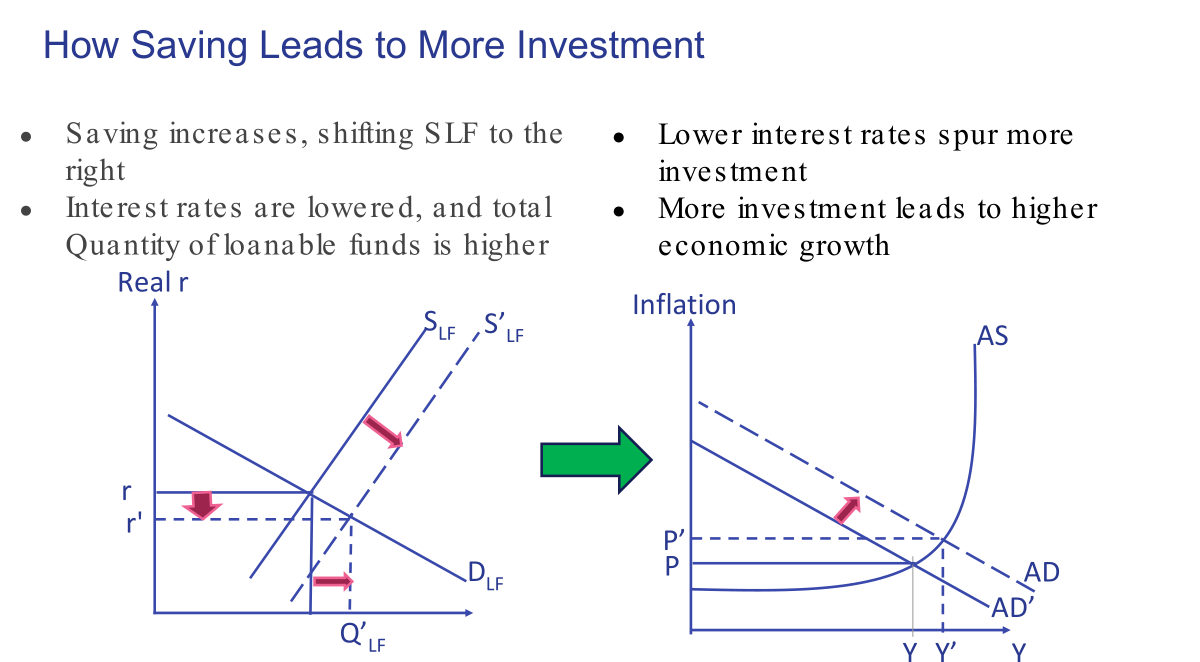 How Saving Leads to More Investment
● Saving increases, shifting SLF to the
right
● Interest rates are lowered, and total
Quantity of loanable funds is higher
● Lower interest rates spur more
investment
● More investment leads to higher
economic growth
Real r
S LF
S’ LF
r
r'
D LF
Q’ LF
Inflation
AS
P’
P
AD
AD’
Y Y’ Y